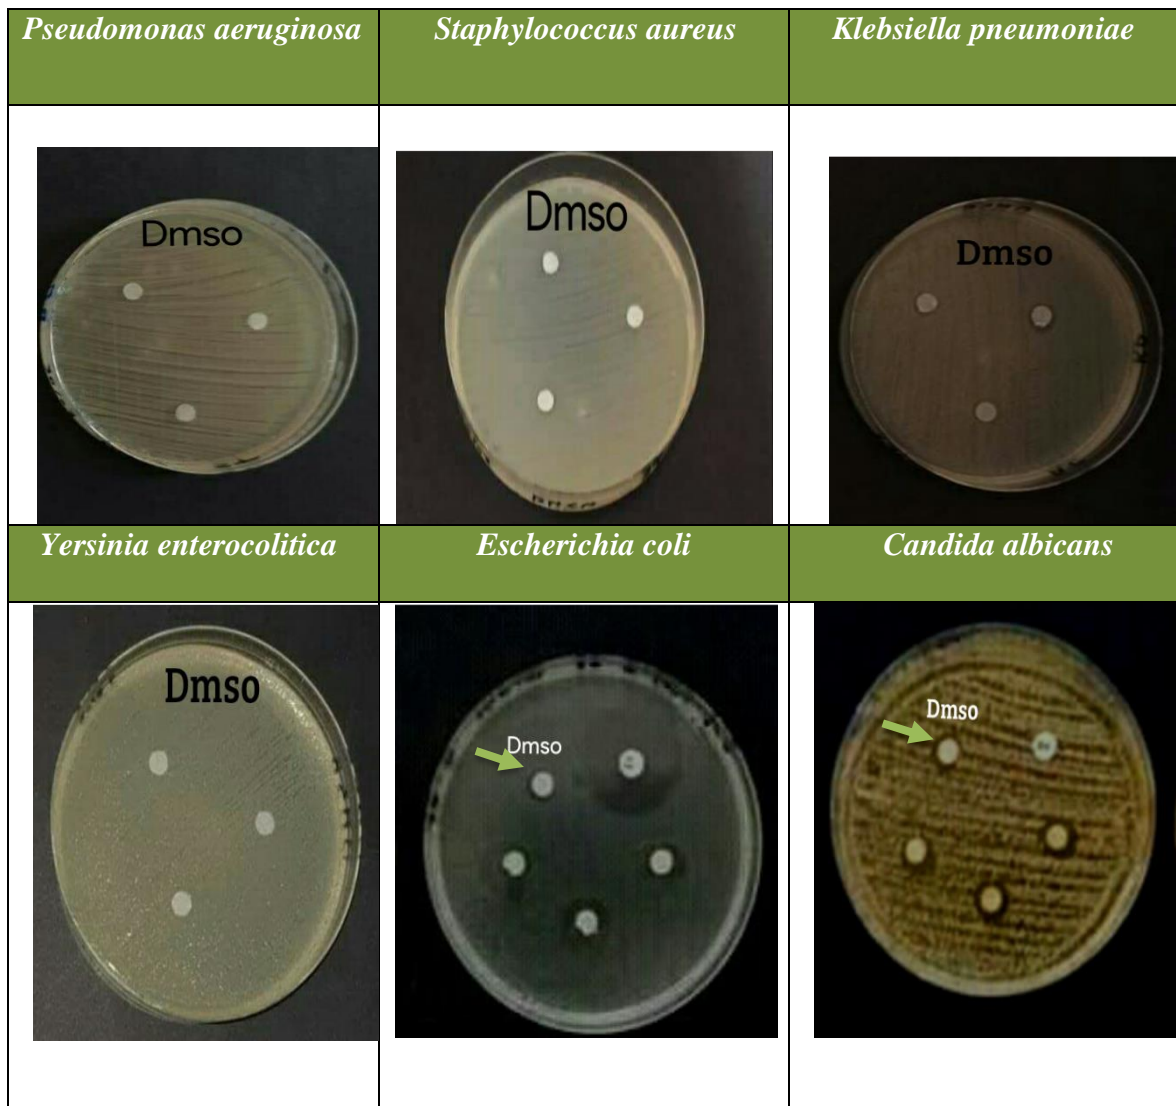 Pseudomonas aeruginosa
Staphylococcus aureus
Klebsiella pneumoniae
Dmso
Dmso
Dmso
Yersinia enterocolitica
Escherichia coli
Candida albicans
Dmso
Dmso
Dmso